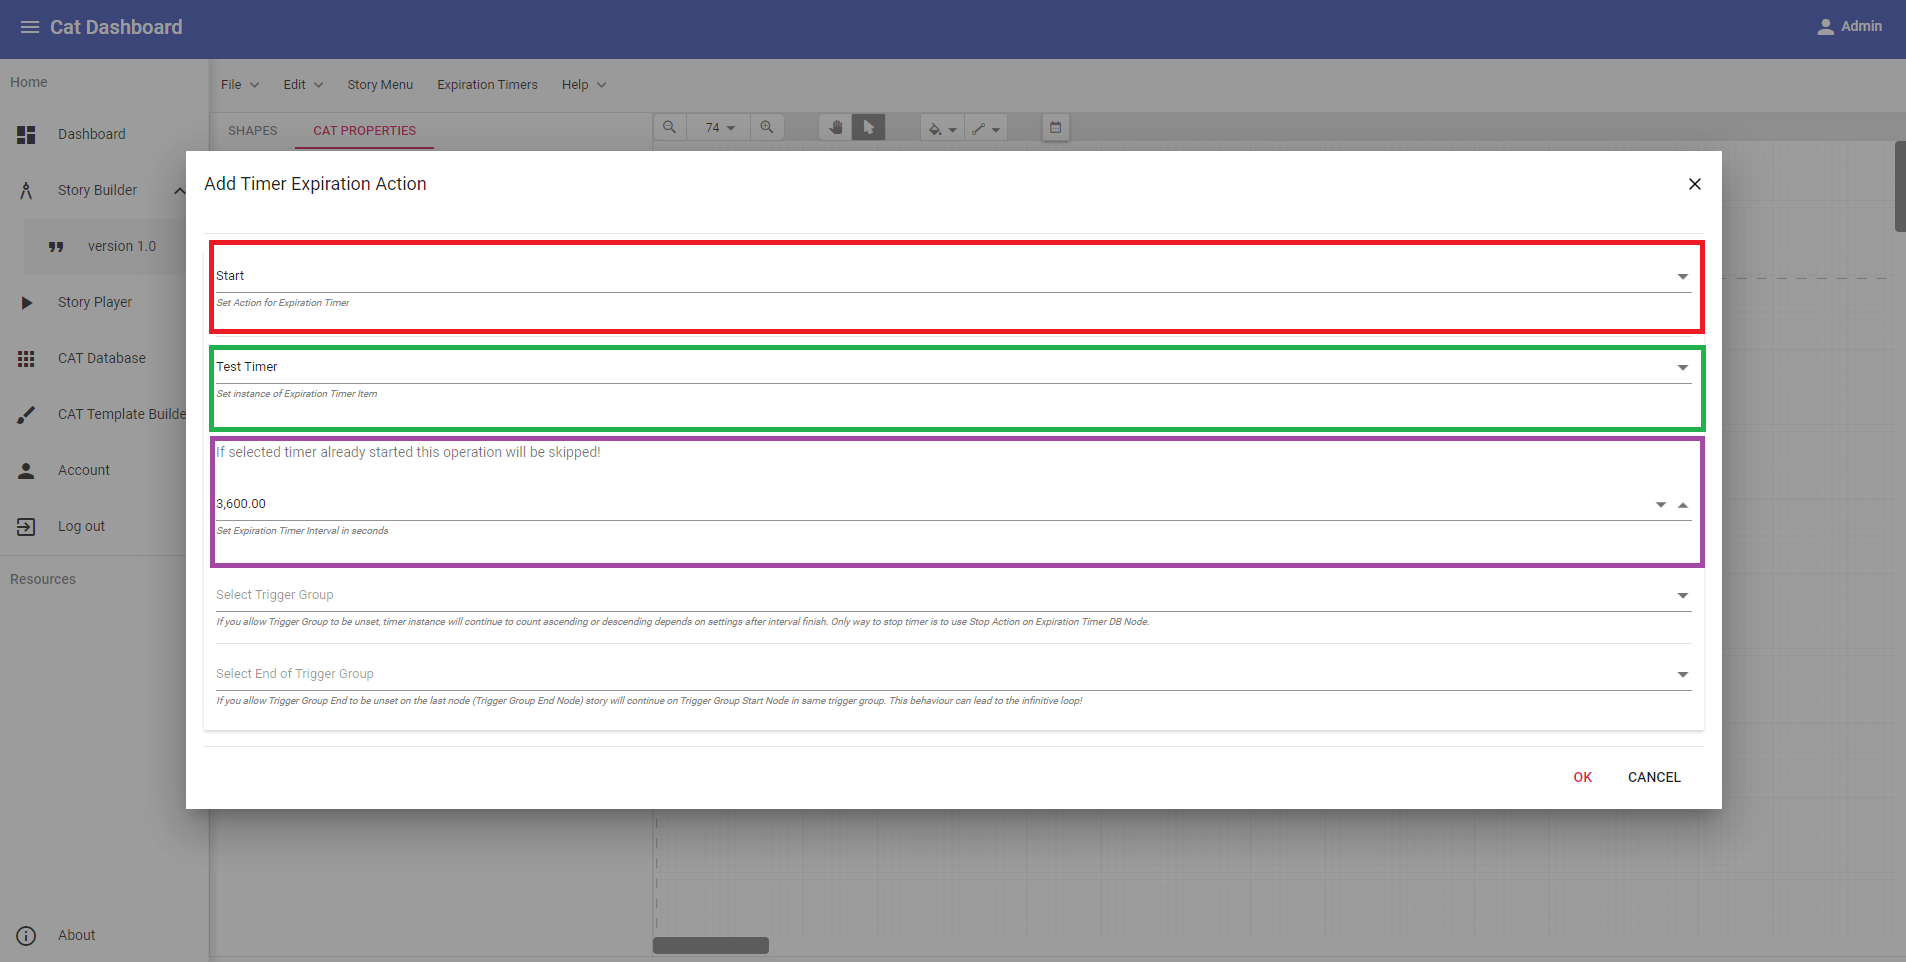 Cat Dashboard
Admin
Home
Dashboard
Story Builder
version 1.0
Story Player
CAT Database
CAT Template Builde
Account
Log out
Resources
About
File
Edit
Story Menu
Expiration Timers
Help
SHAPES
CAT PROPERTIES
74
Add Timer Expiration Action
Start
Set Action for Expiration Timer
Test Timer
Set instance of Expiration Timer Item
If selected timer already started this operation will be skipped!
3,600.00
Set Expiration Timer Interval in seconds
Select Trigger Group
If you allow Trigger Group to be unset, timer instance will continue to count ascending or descending depends on settings after interval finish. Only way to stop timer is to use Stop Action on Expiration Timer DB Node.
Select End of Trigger Group
If you allow Trigger Group End to be unset on the last node (Trigger Group End Node) story will continue on Trigger Group Start Node in same trigger group. This behaviour can lead to the infinitive loop!
OK
CANCEL